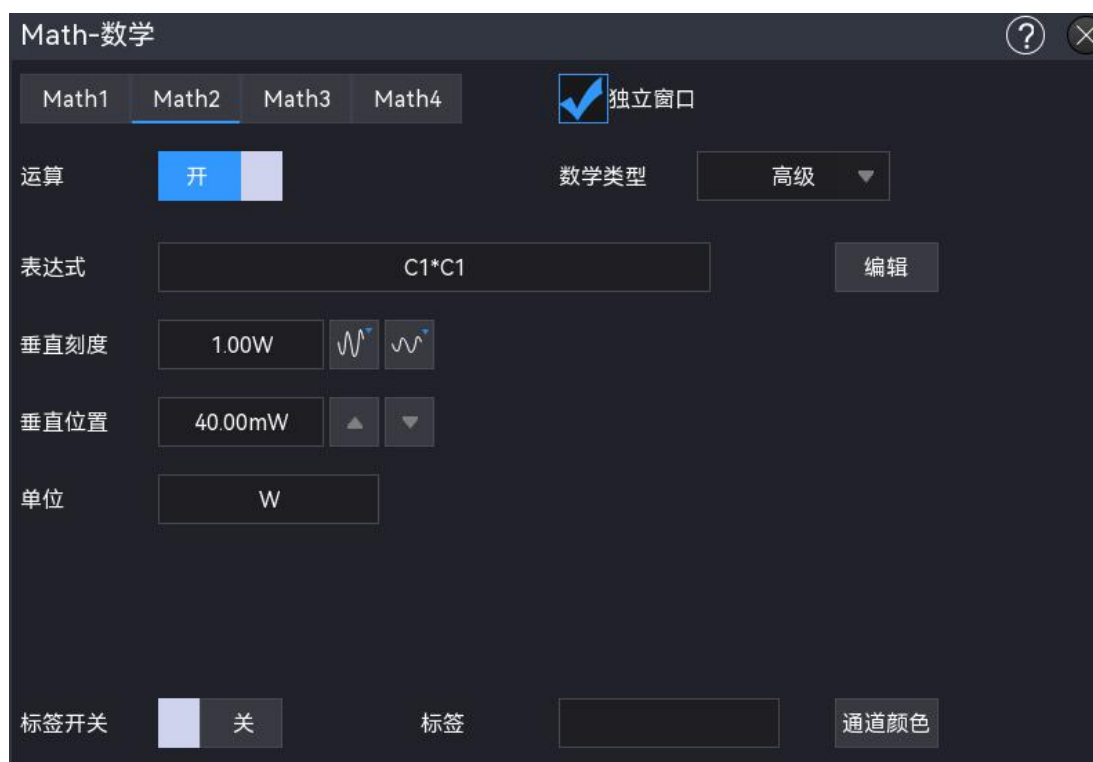 Math-数学
Math1 Math2 Math3 Math4 独立窗口
运算 开 数学类型 高级
表达式 C1*C1 编辑
垂直刻度 1.00W
垂直位置 40.00mW
单位 W
标签开关 关 标签 通道颜色